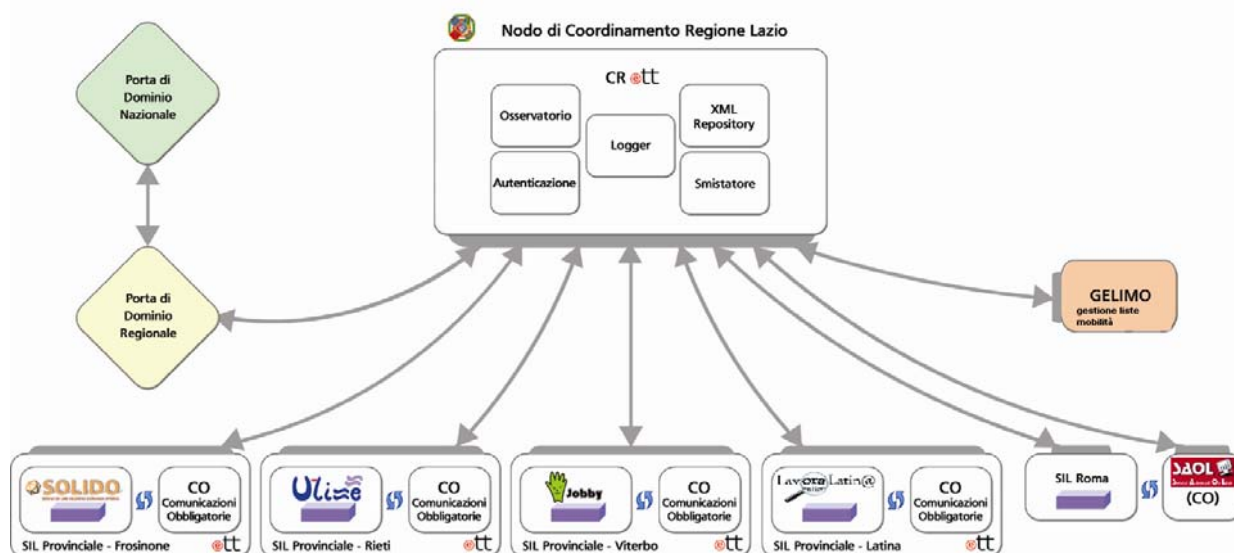 Nodo di Coordinamento Regione Lazio
CR ett
Osservatorio
XML
Repository
Logger
Autenticazione
Smistatore
Porta di
Dominio
Nazionale
Porta di
Dominio
Regionale
GELIMO
gestione liste
mobilità
SOLIDO
CO
Comunicazioni
Obbligatorie
SIL Provinciale - Frosinone
ett
Ulixe
CO
Comunicazioni
Obbligatorie
SIL Provinciale - Rieti
ett
Jobby
CO
Comunicazioni
Obbligatorie
SIL Provinciale - Viterbo
ett
LavoraLatin@
CO
Comunicazioni
Obbligatorie
SIL Provinciale - Latina
ett
SIL Roma
SAOL
(CO)